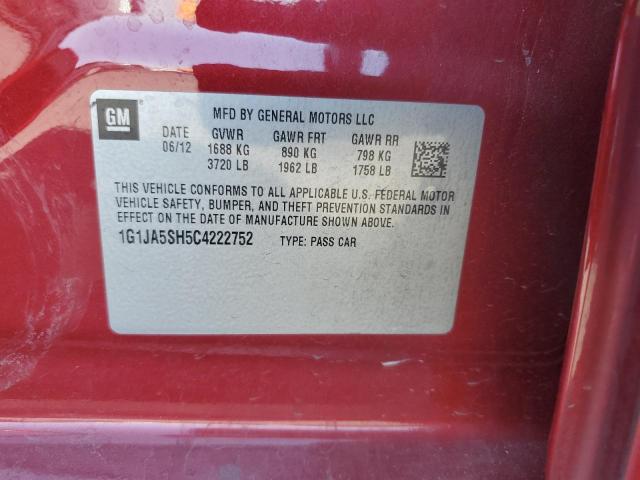 GM
MFD BY GENERAL MOTORS LLC
DATE GVWR GAWR FRT GAWR RR
06/12 1688 KG 890 KG 798 KG
3720 LB 1962 LB 1758 LB
THIS VEHICLE CONFORMS TO ALL APPLICABLE U.S. FEDERAL MOTOR
VEHICLE SAFETY, BUMPER, AND THEFT PREVENTION STANDARDS IN
EFFECT ON THE DATE OF MANUFACTURE SHOWN ABOVE.
1G1JA5SH5C4222752 TYPE: PASS CAR